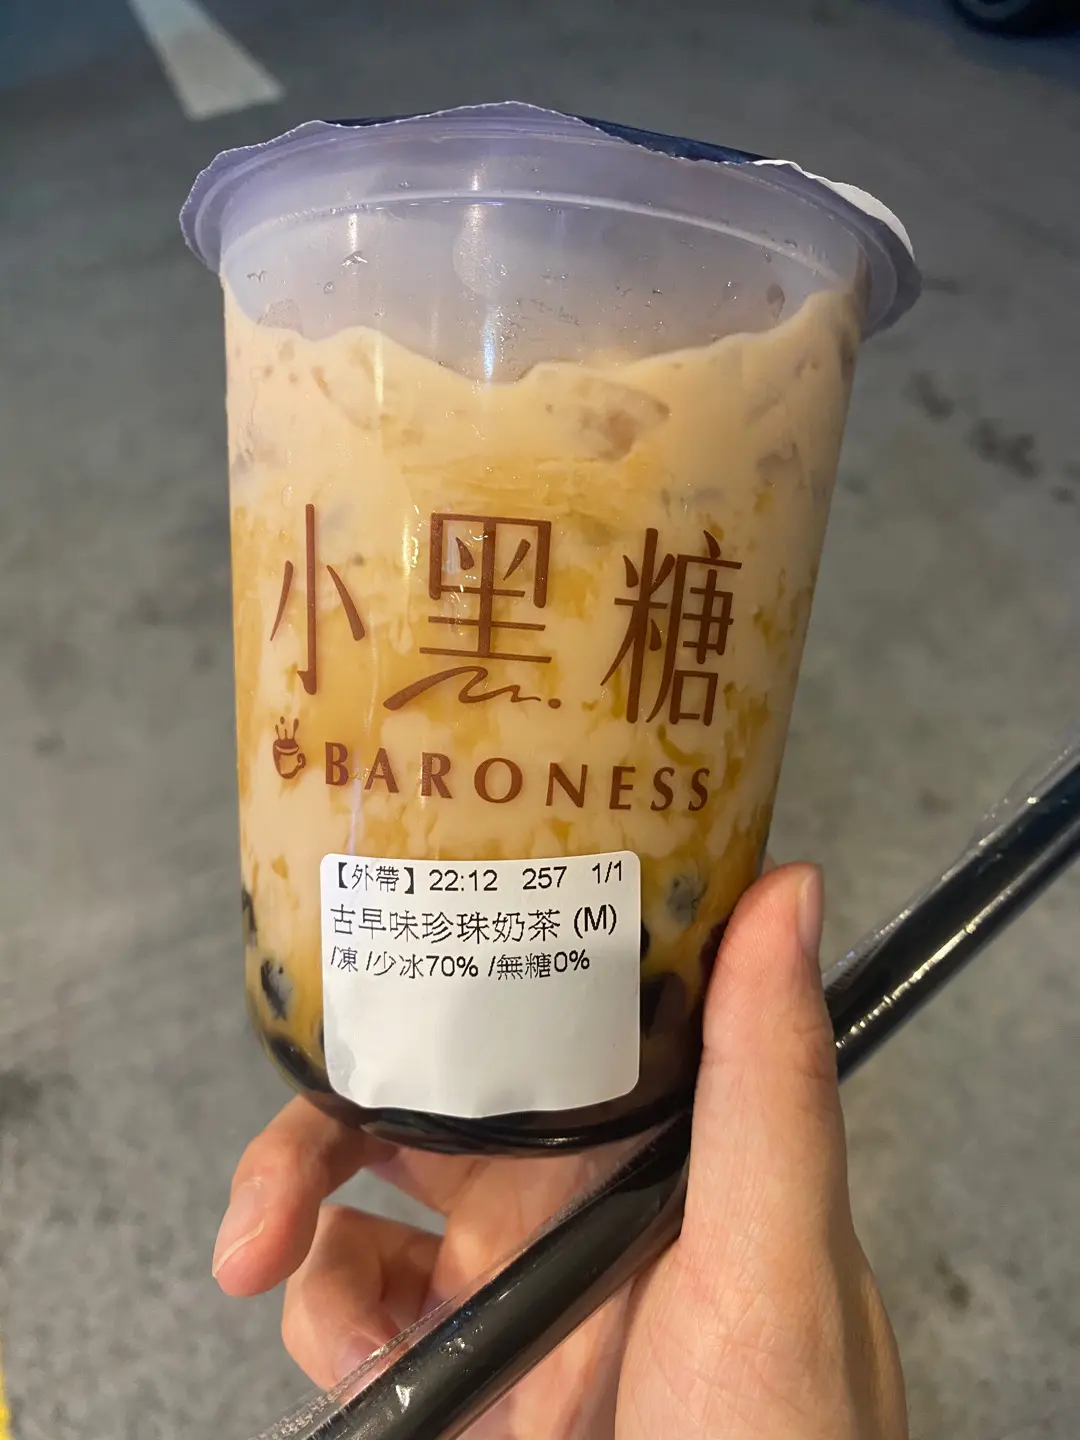 小黑糖
BARONESS
【外帶】 22:12 257 1/1
古早味珍珠奶茶 (M)
/凍 /少冰70% /無糖0%